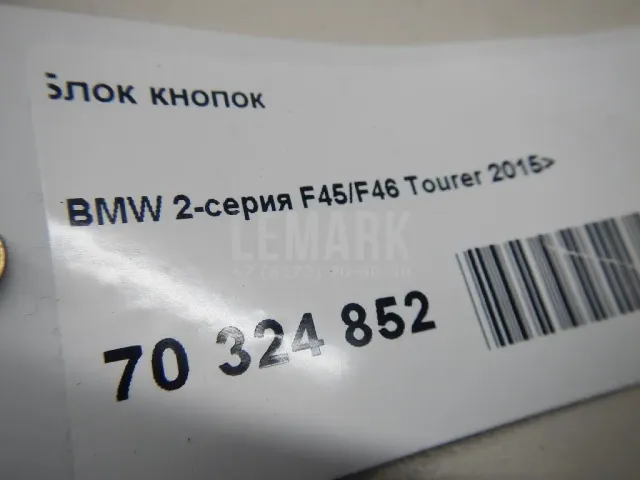 Блок кнопок
BMW 2-серия F45/F46 Tourer 2015>
LEMARK
70 324 852